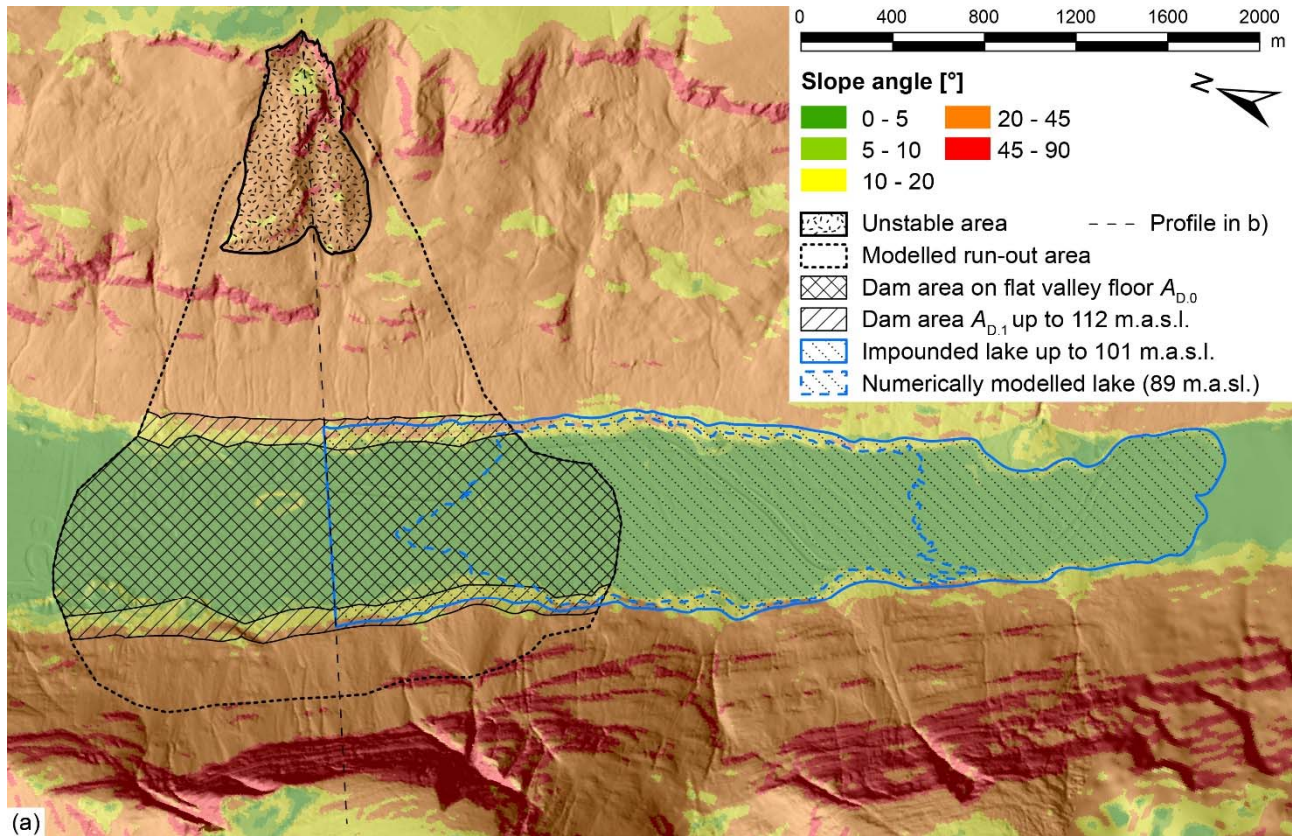 0 400 800 1200 1600 2000
m
N
Slope angle [°]
0 - 5 20 - 45
5 - 10 45 - 90
10 - 20
Unstable area Profile in b)
Modelled run-out area
Dam area on flat valley floor A_D.0
Dam area A_D.1 up to 112 m.a.s.l.
Impounded lake up to 101 m.a.s.l.
Numerically modelled lake (89 m.a.sl.)
(a)